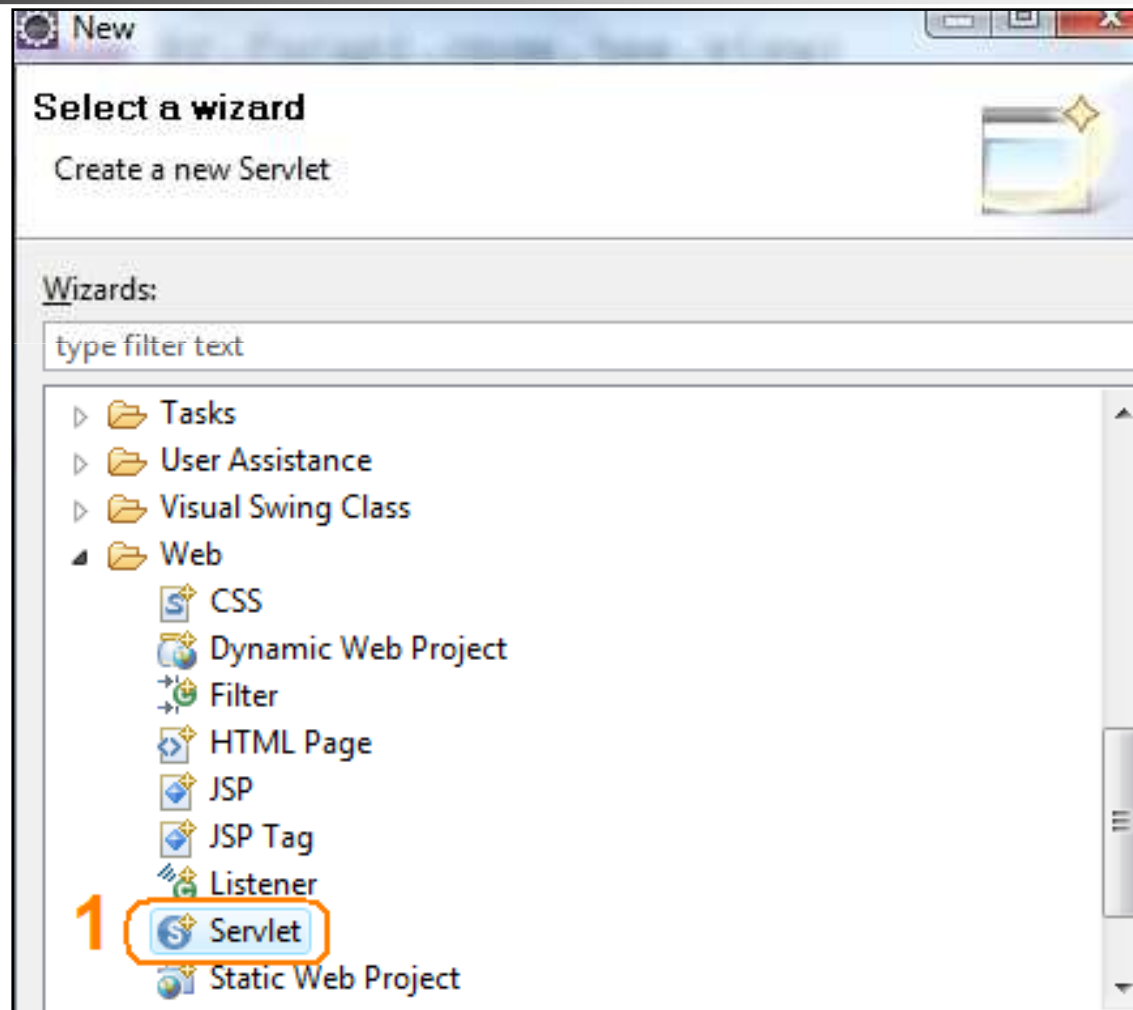 New
Select a wizard
Create a new Servlet
Wizards:
type filter text
Tasks
User Assistance
Visual Swing Class
Web
CSS
Dynamic Web Project
Filter
HTML Page
JSP
JSP Tag
Listener
1 Servlet
Static Web Project